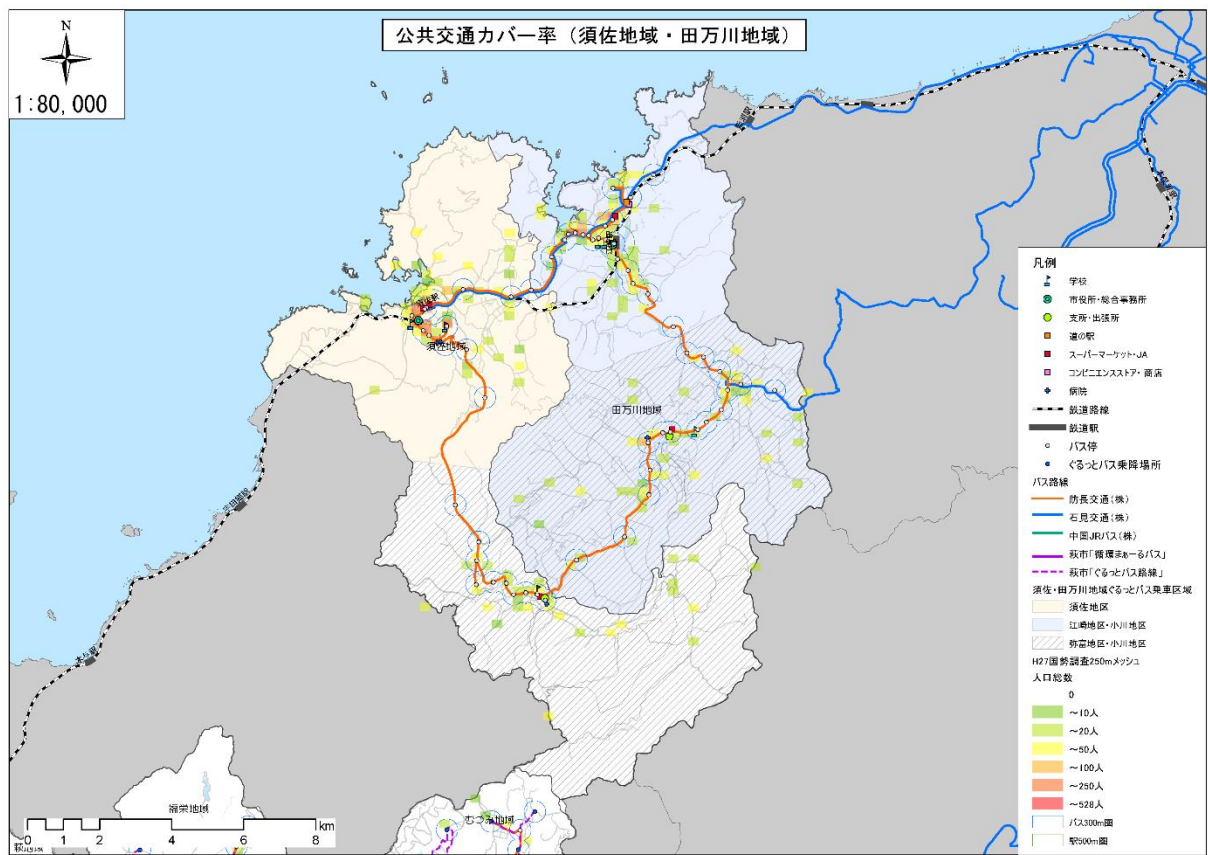 公共交通カバー率（須佐地域・田万川地域）
N
1:80,000
須佐地域
田万川地域
福栄地域
むつみ地域
0 1 2 4 6 8 km
凡例
学校
市役所・総合事務所
支所・出張所
道の駅
スーパーマーケット・JA
コンビニエンスストア・商店
病院
鉄道路線
鉄道駅
バス停
ぐるっとバス乗降場所
バス路線
防長交通(株)
石見交通(株)
中国JRバス(株)
萩市「循環まぁーるバス」
萩市「ぐるっとバス路線」
須佐・田万川地域ぐるっとバス乗車区域
須佐地区
江崎地区・小川地区
弥富地区・小川地区
H27国勢調査250mメッシュ
人口総数
0
～10人
～20人
～50人
～100人
～250人
～528人
バス300m圏
駅500m圏